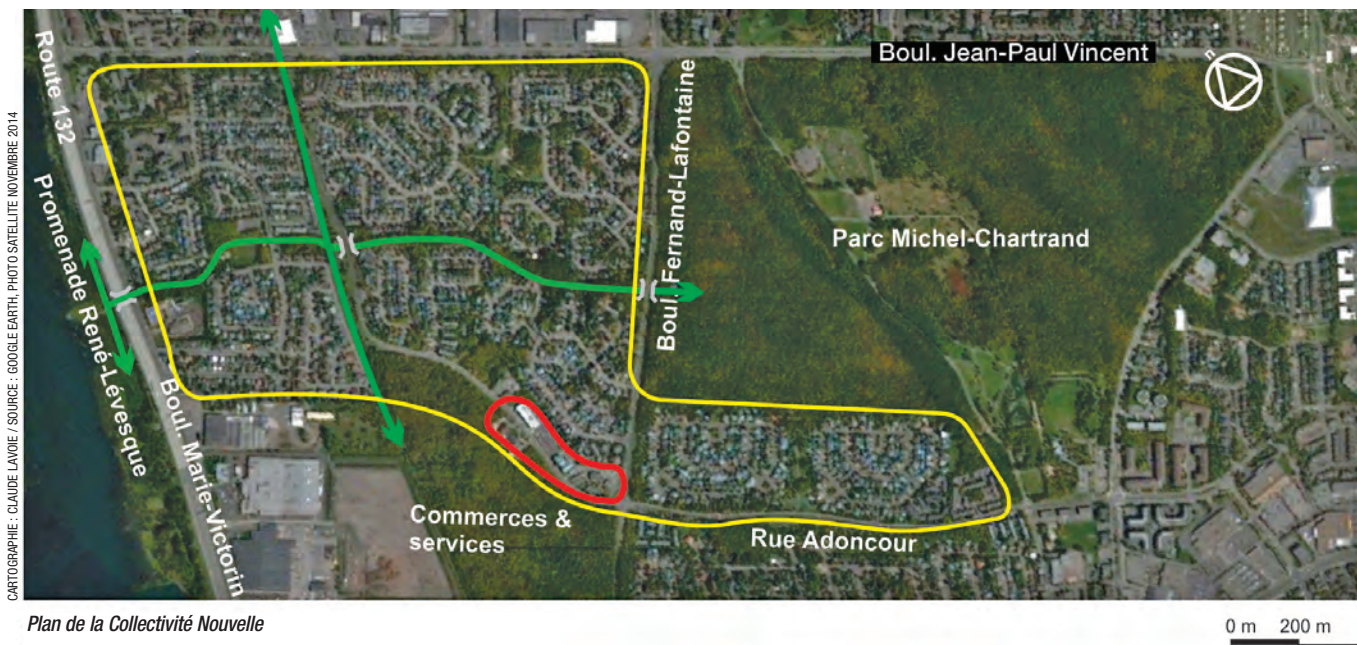 Boul. Jean-Paul Vincent
n
Route 132
Promenade René-Lévesque
Boul. Marie-Victorin
Boul. Fernand-Lafontaine
Parc Michel-Chartrand
Commerces &
services
Rue Adoncour
CARTOGRAPHIE : CLAUDE LAVOIE / SOURCE : GOOGLE EARTH, PHOTO SATELLITE NOVEMBRE 2014
Plan de la Collectivité Nouvelle
0 m 200 m